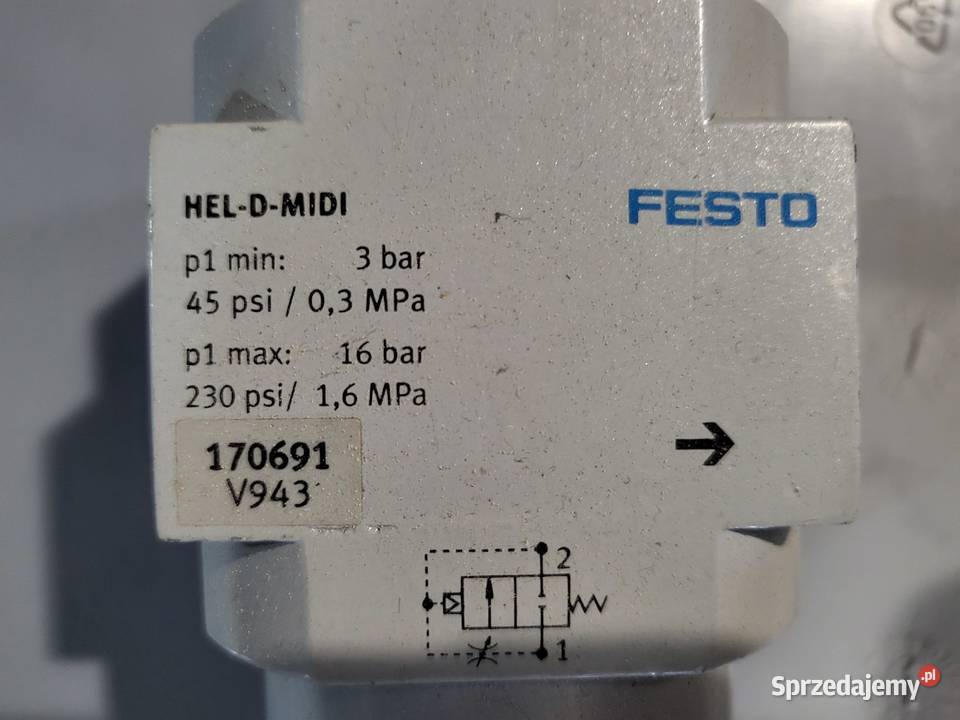 HEL-D-MIDI
FESTO
p1 min: 3 bar
45 psi / 0,3 MPa
p1 max: 16 bar
230 psi/ 1,6 MPa
170691
V943
2
1
Sprzedajemy.pl